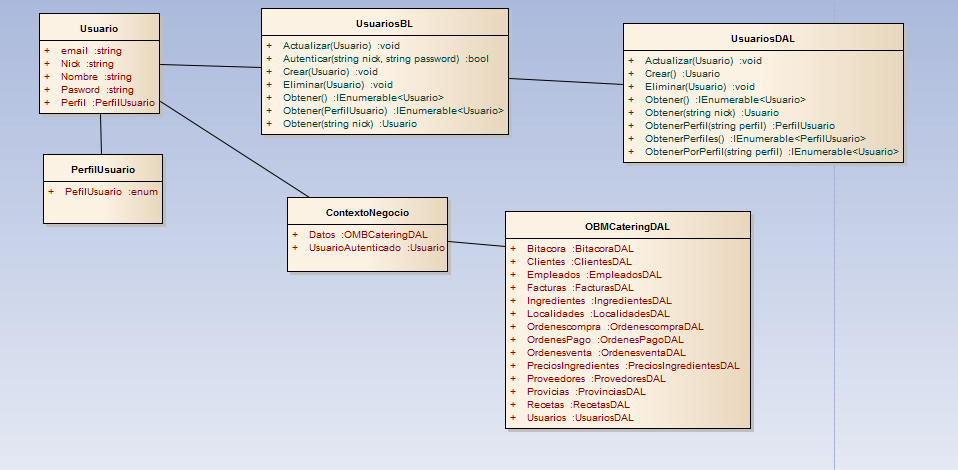 Usuario
+ email :string
+ Nick :string
+ Nombre :string
+ Pasword :string
+ Perfil :PerfilUsuario
UsuariosBL
+ Actualizar(Usuario) :void
+ Autenticar(string nick, string password) :bool
+ Crear(Usuario) :void
+ Eliminar(Usuario) :void
+ Obtener() :IEnumerable<Usuario>
+ Obtener(PerfilUsuario) :IEnumerable<Usuario>
+ Obtener(string nick) :Usuario
UsuariosDAL
+ Actualizar(Usuario) :void
+ Crear() :Usuario
+ Eliminar(Usuario) :void
+ Obtener() :IEnumerable<Usuario>
+ Obtener(string nick) :Usuario
+ ObtenerPerfil(string perfil) :PerfilUsuario
+ ObtenerPerfiles() :IEnumerable<PerfilUsuario>
+ ObtenerPorPerfil(string perfil) :IEnumerable<Usuario>
PerfilUsuario
+ PefilUsuario :enum
ContextoNegocio
+ Datos :OMBCateringDAL
+ UsuarioAutenticado :Usuario
OBMCateringDAL
+ Bitacora :BitacoraDAL
+ Clientes :ClientesDAL
+ Empleados :EmpleadosDAL
+ Facturas :FacturasDAL
+ Ingredientes :IngredientesDAL
+ Localidades :LocalidadesDAL
+ Ordenescompra :OrdenescompraDAL
+ OrdenesPago :OrdenesPagoDAL
+ Ordenesventa :OrdenesventaDAL
+ PreciosIngredientes :PreciosIngredientesDAL
+ Proveedores :ProvedoresDAL
+ Provicias :ProvinciasDAL
+ Recetas :RecetasDAL
+ Usuarios :UsuariosDAL